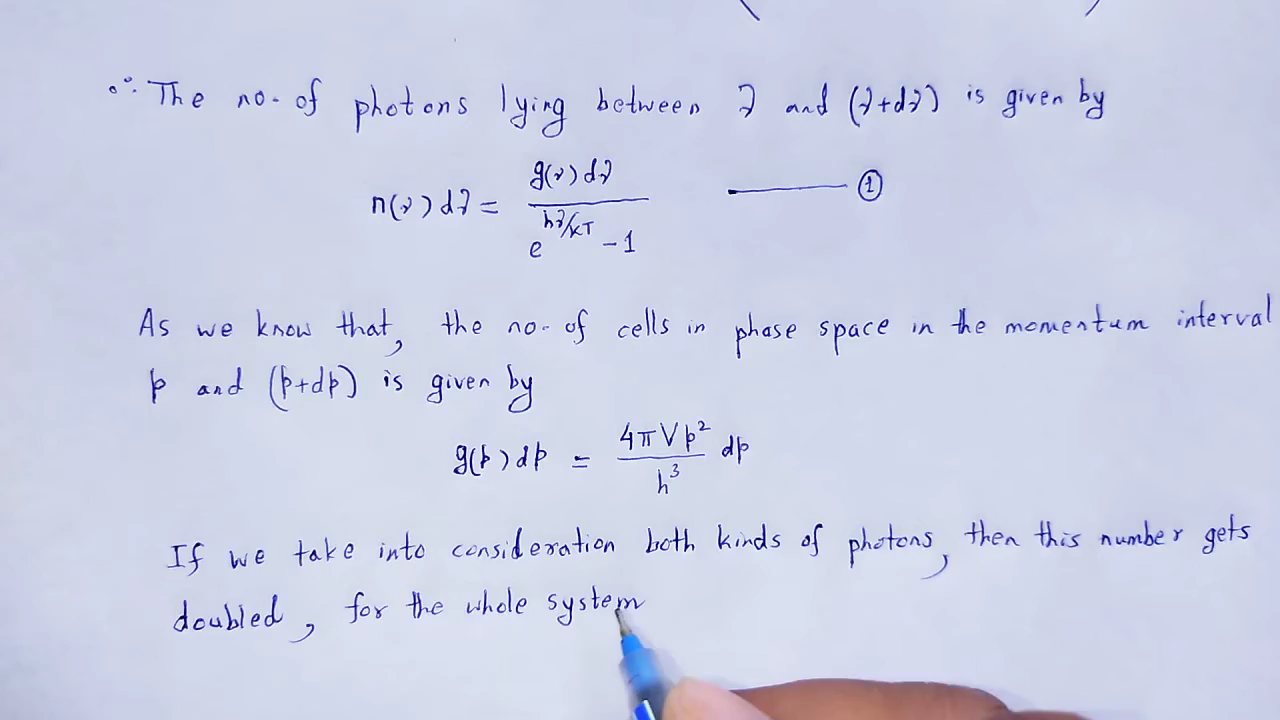 ∴ The no. of photons lying between ν and (ν+dν) is given by
n(ν)dν = g(ν)dν / (e^(hν/KT) - 1) ——— ①
As we know that, the no. of cells in phase space in the momentum interval
p and (p+dp) is given by
g(p)dp = 4πVp²/h³ dp
If we take into consideration both kinds of photons, then this number gets
doubled, for the whole system